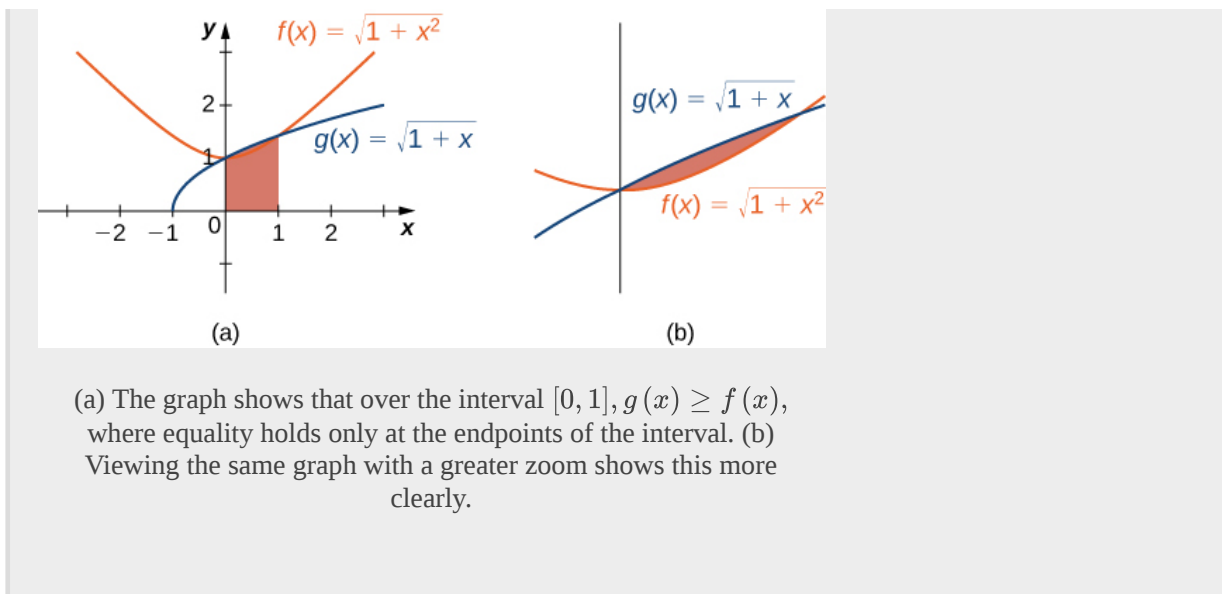 y
f(x) = √1 + x²
2
g(x) = √1 + x
1
−2 −1 0 1 2 x
(a)
g(x) = √1 + x
f(x) = √1 + x²
(b)
(a) The graph shows that over the interval [0, 1], g (x) ≥ f (x),
where equality holds only at the endpoints of the interval. (b)
Viewing the same graph with a greater zoom shows this more
clearly.